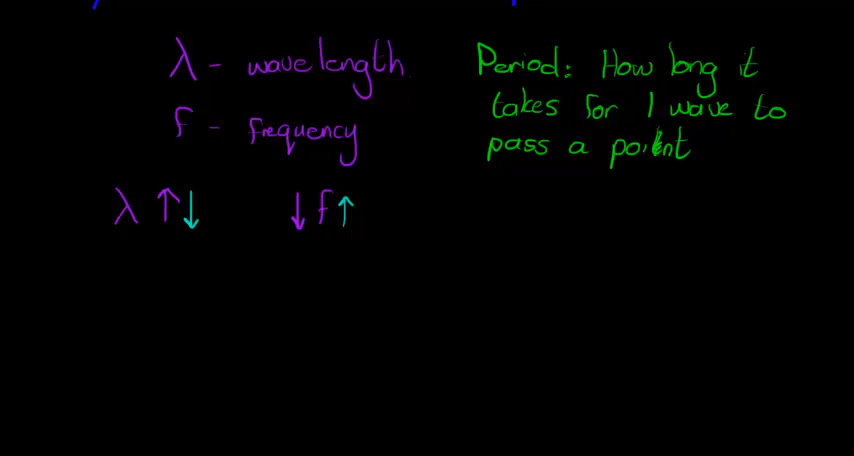 λ - wavelength
f - frequency
λ ↑↓ ↓ f ↑
Period: How long it
takes for 1 wave to
pass a point